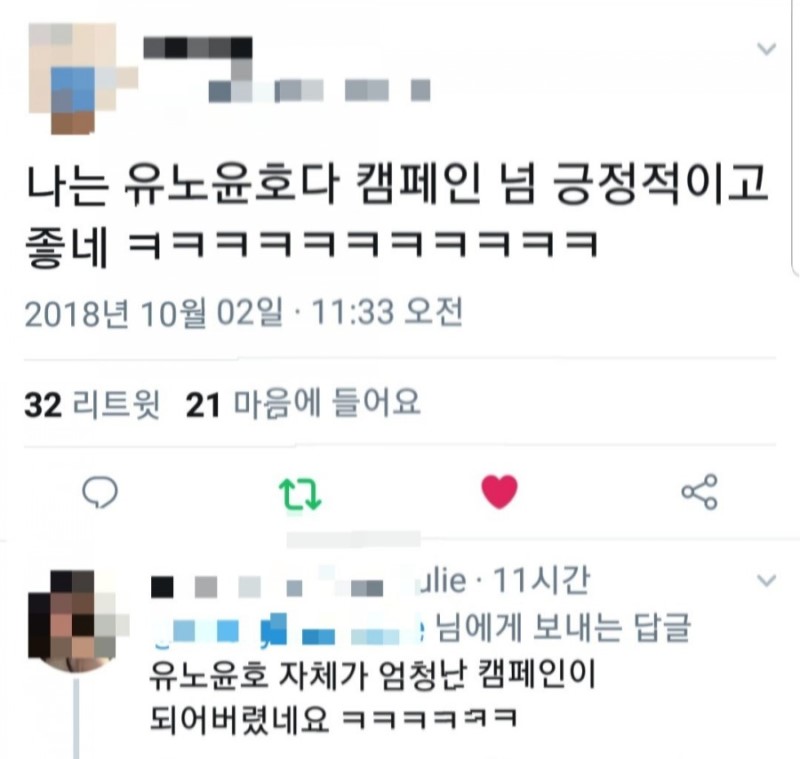 나는 유노윤호다 캠페인 넘 긍정적이고
좋네 ㅋㅋㅋㅋㅋㅋㅋㅋㅋㅋㅋ
2018년 10월 02일 · 11:33 오전
32 리트윗 21 마음에 들어요
ulie · 11시간
님에게 보내는 답글
유노윤호 자체가 엄청난 캠페인이
되어버렸네요 ㅋㅋㅋㅋㅋㅋ